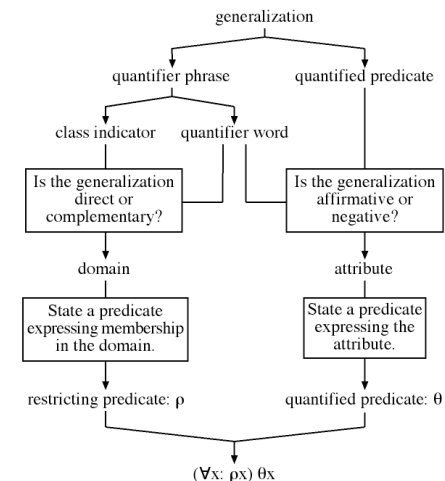 generalization
quantifier phrase
quantified predicate
class indicator
quantifier word
Is the generalization
direct or
complementary?
Is the generalization
affirmative or
negative?
domain
attribute
State a predicate
expressing membership
in the domain.
State a predicate
expressing the
attribute.
restricting predicate: ρ
quantified predicate: θ
(∀x: ρx) θx